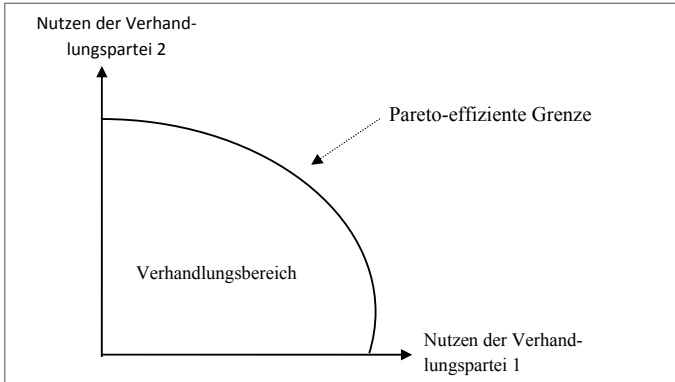 Nutzen der Verhand-
lungspartei 2
Pareto-effiziente Grenze
Verhandlungsbereich
Nutzen der Verhand-
lungspartei 1